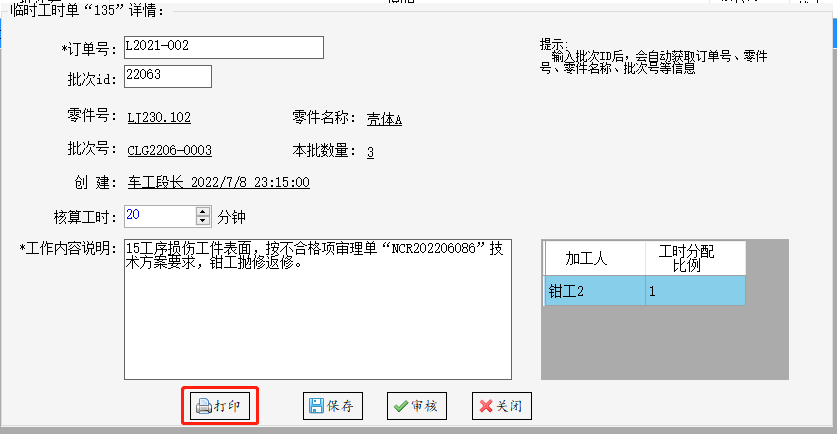 临时工时单“135”详情:
*订单号: L2021-002
批次id: 22063
提示:
输入批次ID后, 会自动获取订单号、零件
号、零件名称、批次号等信息
零件号: LJ230.102 零件名称: 壳体A
批次号: CLG2206-0003 本批数量: 3
创 建: 车工段长 2022/7/8 23:15:00
核算工时: 20 分钟
*工作内容说明: 15工序损伤工件表面, 按不合格项审理单“NCR202206086”技
术方案要求, 钳工抛修返修。
加工人 工时分配
比例
钳工2 1
打印 保存 审核 关闭